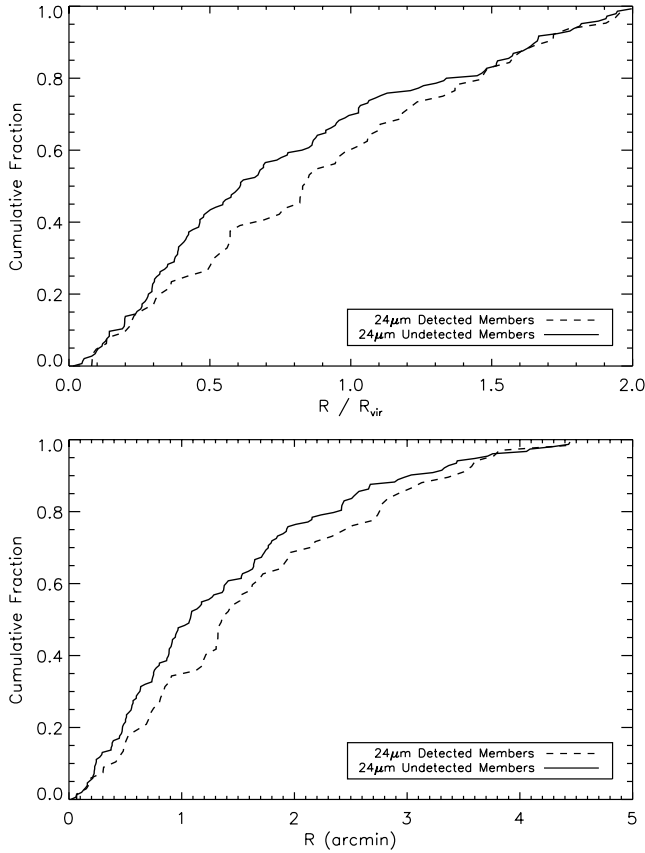 1.0
0.8
0.6
0.4
0.2
0.0
Cumulative Fraction
24μm Detected Members
24μm Undetected Members
0.0 0.5 1.0 1.5 2.0
R / Rvir
1.0
0.8
0.6
0.4
0.2
0.0
Cumulative Fraction
24μm Detected Members
24μm Undetected Members
0 1 2 3 4 5
R (arcmin)